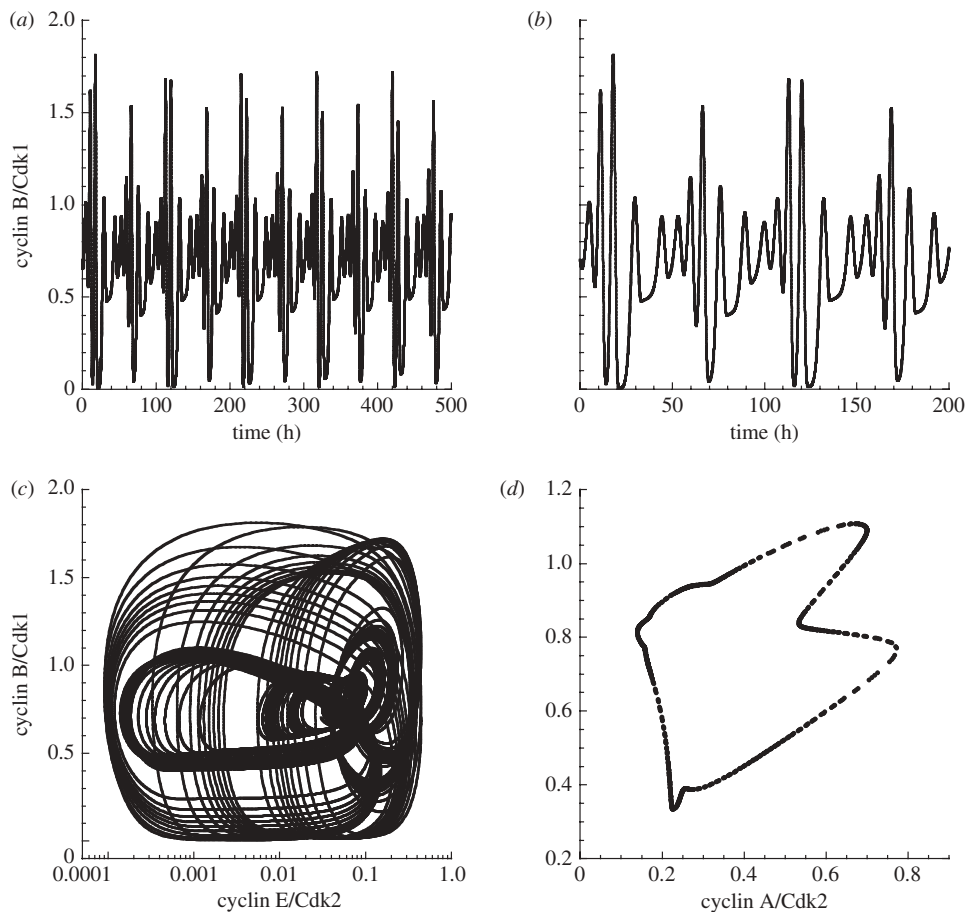 (a)
2.0
1.5
1.0
0.5
0
cyclin B/Cdk1
0 100 200 300 400 500
time (h)
(b)
0 50 100 150 200
time (h)
(c)
2.0
1.5
1.0
0.5
0
cyclin B/Cdk1
0.0001 0.001 0.01 0.1 1.0
cyclin E/Cdk2
(d)
1.2
1.0
0.8
0.6
0.4
0.2
0 0.2 0.4 0.6 0.8
cyclin A/Cdk2